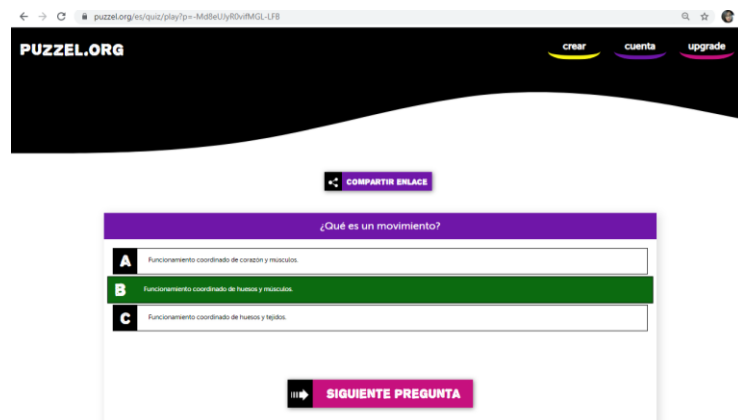 puzzel.org/es/quiz/play?p=-Md8eUJyR0vifMGL-LF8
PUZZEL.ORG
crear cuenta upgrade
COMPARTIR ENLACE
¿Qué es un movimiento?
A Funcionamiento coordinado de corazón y músculos.
B Funcionamiento coordinado de huesos y músculos.
C Funcionamiento coordinado de huesos y tejidos.
SIGUIENTE PREGUNTA